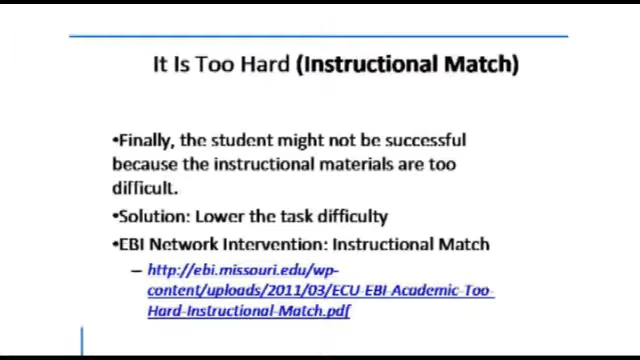 It Is Too Hard (Instructional Match)
•Finally, the student might not be successful
because the instructional materials are too
difficult.
•Solution: Lower the task difficulty
•EBI Network Intervention: Instructional Match
– http://ebi.missouri.edu/wp-
content/uploads/2011/03/ECU-EBI-Academic-Too-
Hard-Instructional-Match.pdf